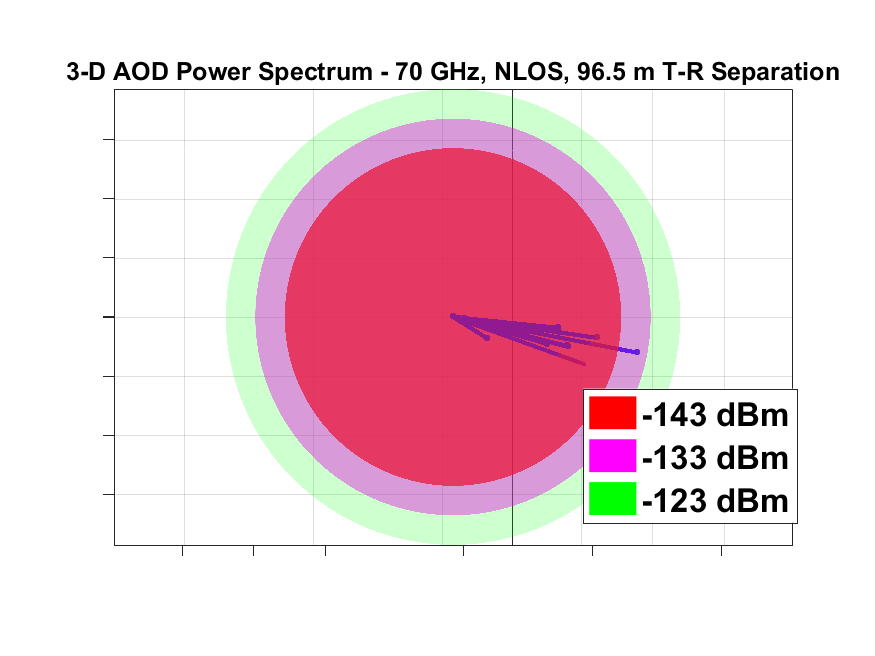 3-D AOD Power Spectrum - 70 GHz, NLOS, 96.5 m T-R Separation
-143 dBm
-133 dBm
-123 dBm